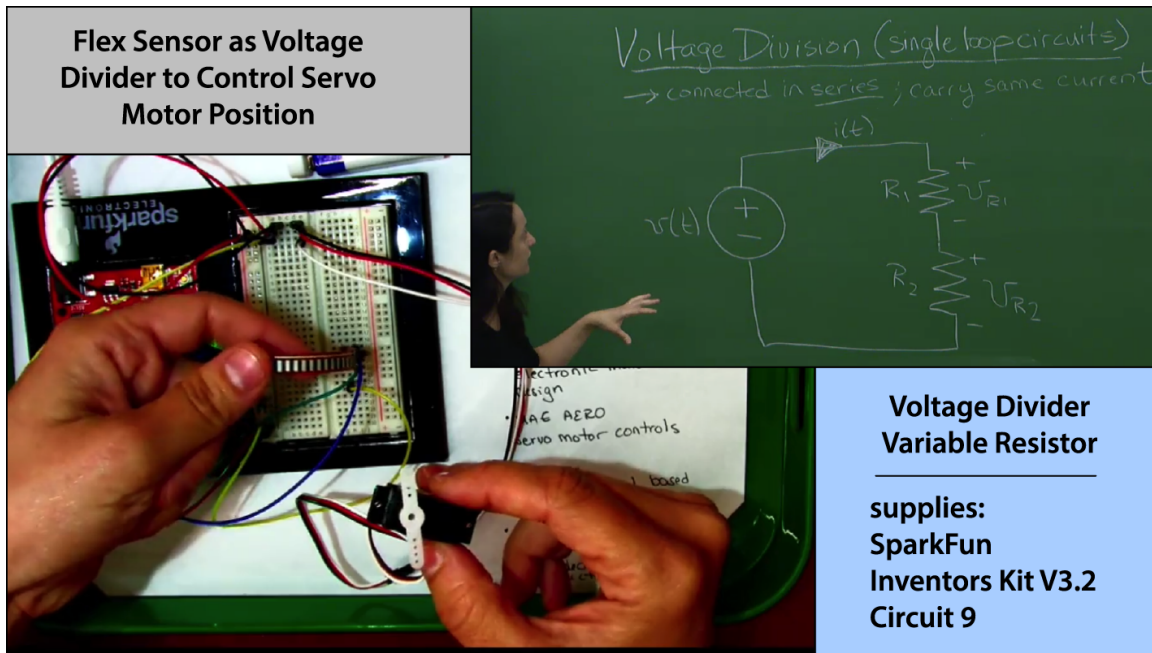 Flex Sensor as Voltage
Divider to Control Servo
Motor Position
Voltage Division (single loop circuits)
→ connected in series ; carry same current
i(t)
R1
VR1
v(t)
+
−
+
−
+
−
R2
VR2
sparkfun
ELECTRONICS
design
AERO
servo motor controls
based
Voltage Divider
Variable Resistor
supplies:
SparkFun
Inventors Kit V3.2
Circuit 9